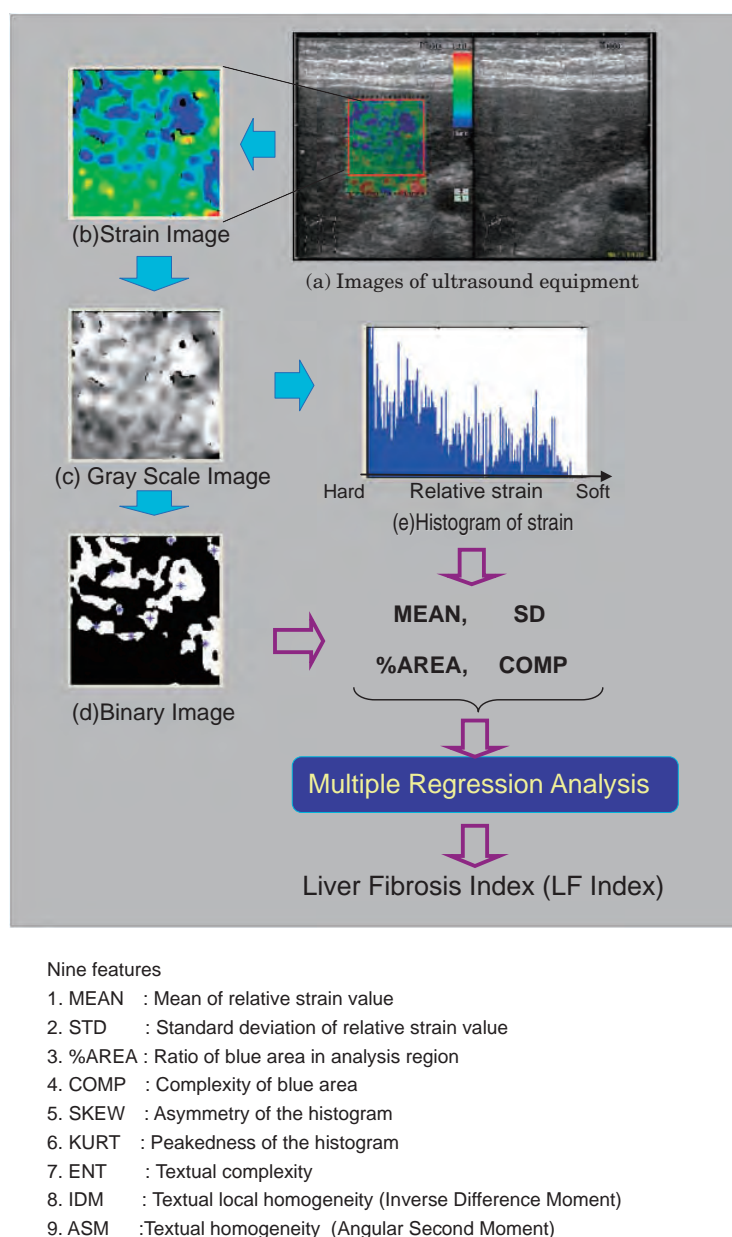 (b)Strain Image
(a) Images of ultrasound equipment
(c) Gray Scale Image
Hard Relative strain Soft
(e)Histogram of strain
MEAN, SD
%AREA, COMP
(d)Binary Image
Multiple Regression Analysis
Liver Fibrosis Index (LF Index)
Nine features
1. MEAN : Mean of relative strain value
2. STD : Standard deviation of relative strain value
3. %AREA : Ratio of blue area in analysis region
4. COMP : Complexity of blue area
5. SKEW : Asymmetry of the histogram
6. KURT : Peakedness of the histogram
7. ENT : Textual complexity
8. IDM : Textual local homogeneity (Inverse Difference Moment)
9. ASM :Textual homogeneity (Angular Second Moment)